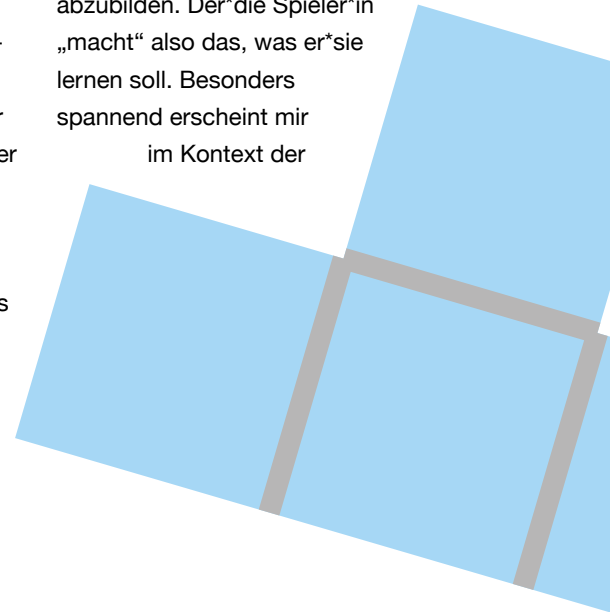 abzubilden. Der*die Spieler*in
„macht“ also das, was er*sie
lernen soll. Besonders
spannend erscheint mir
im Kontext der